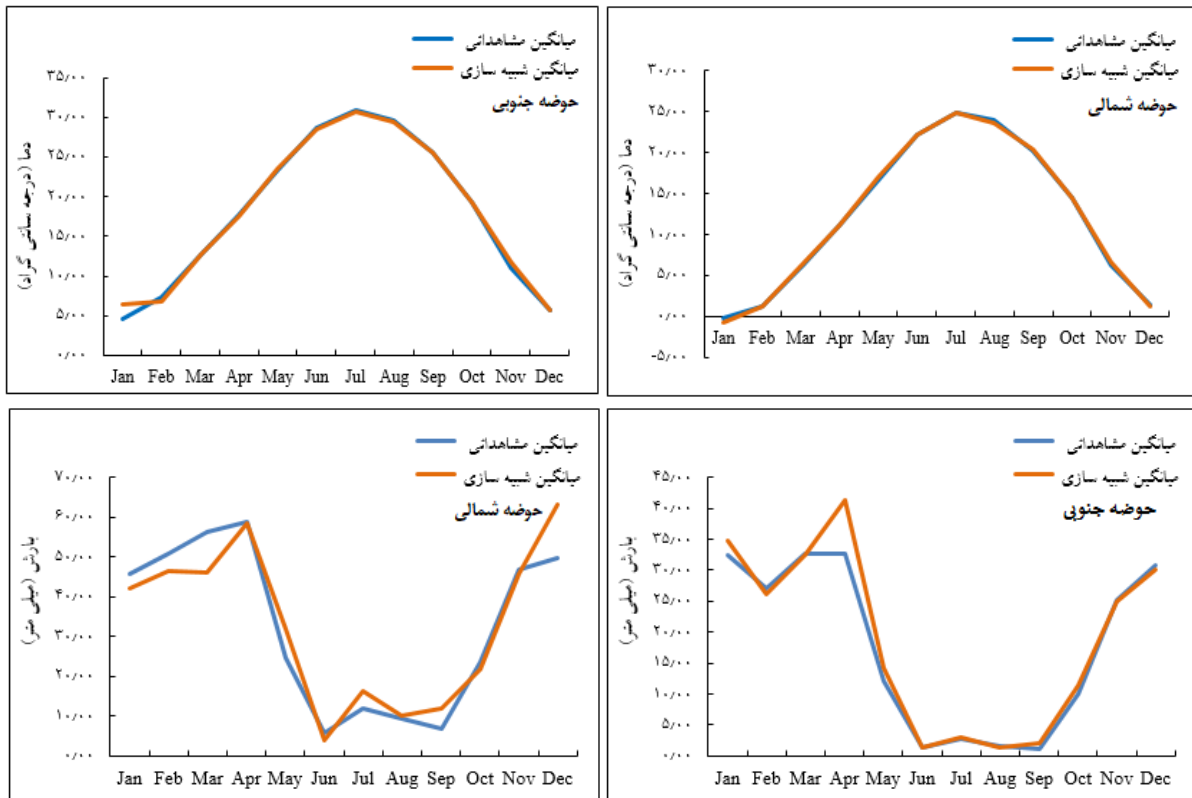 میانگین مشاهداتی
میانگین شبیه سازی
حوضه جنوبی
دما (درجه سانتی گراد)
۳۵٫۰۰
۳۰٫۰۰
۲۵٫۰۰
۲۰٫۰۰
۱۵٫۰۰
۱۰٫۰۰
۵٫۰۰
۰٫۰۰
Jan Feb Mar Apr May Jun Jul Aug Sep Oct Nov Dec
میانگین مشاهداتی
میانگین شبیه سازی
حوضه شمالی
دما (درجه سانتی گراد)
۳۰٫۰۰
۲۵٫۰۰
۲۰٫۰۰
۱۵٫۰۰
۱۰٫۰۰
۵٫۰۰
۰٫۰۰
-۵٫۰۰
Jan Feb Mar Apr May Jun Jul Aug Sep Oct Nov Dec
میانگین مشاهداتی
میانگین شبیه سازی
حوضه شمالی
بارش (میلی متر)
۷۰٫۰۰
۶۰٫۰۰
۵۰٫۰۰
۴۰٫۰۰
۳۰٫۰۰
۲۰٫۰۰
۱۰٫۰۰
۰٫۰۰
Jan Feb Mar Apr May Jun Jul Aug Sep Oct Nov Dec
میانگین مشاهداتی
میانگین شبیه سازی
حوضه جنوبی
بارش (میلی متر)
۴۵٫۰۰
۴۰٫۰۰
۳۵٫۰۰
۳۰٫۰۰
۲۵٫۰۰
۲۰٫۰۰
۱۵٫۰۰
۱۰٫۰۰
۵٫۰۰
۰٫۰۰
Jan Feb Mar Apr May Jun Jul Aug Sep Oct Nov Dec